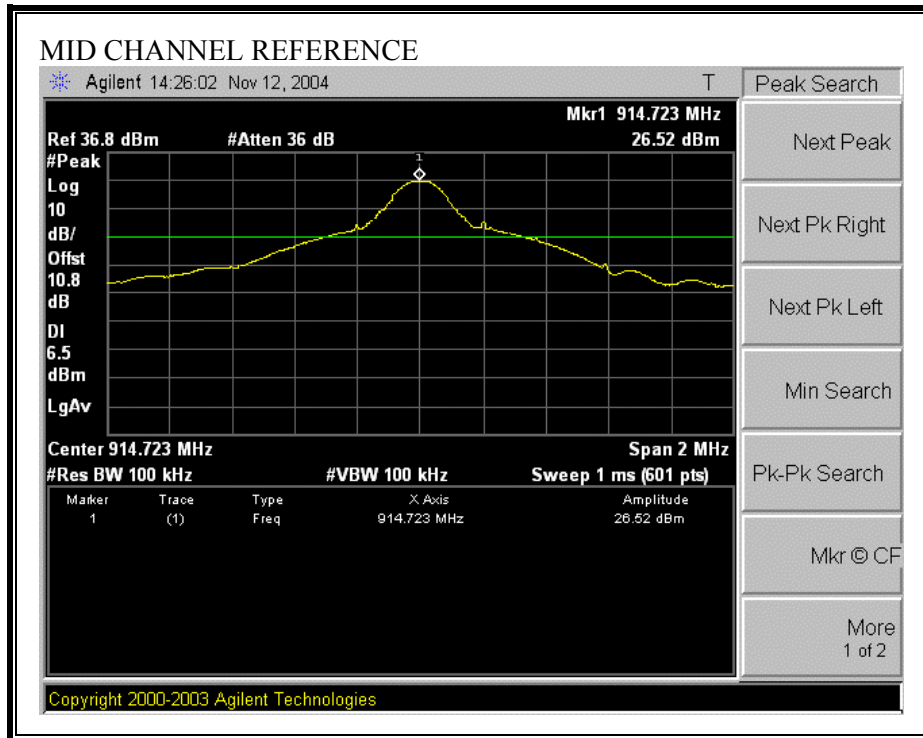 MID CHANNEL REFERENCE
Agilent 14:26:02 Nov 12, 2004 T
Peak Search
Mkr1 914.723 MHz
Ref 36.8 dBm #Atten 36 dB 26.52 dBm
#Peak
Log
10
dB/
Offst
10.8
dB
DI
6.5
dBm
LgAv
1
Center 914.723 MHz Span 2 MHz
#Res BW 100 kHz #VBW 100 kHz Sweep 1 ms (601 pts)
Marker Trace Type X Axis Amplitude
1 (1) Freq 914.723 MHz 26.52 dBm
Next Peak
Next Pk Right
Next Pk Left
Min Search
Pk-Pk Search
Mkr © CF
More
1 of 2
Copyright 2000-2003 Agilent Technologies